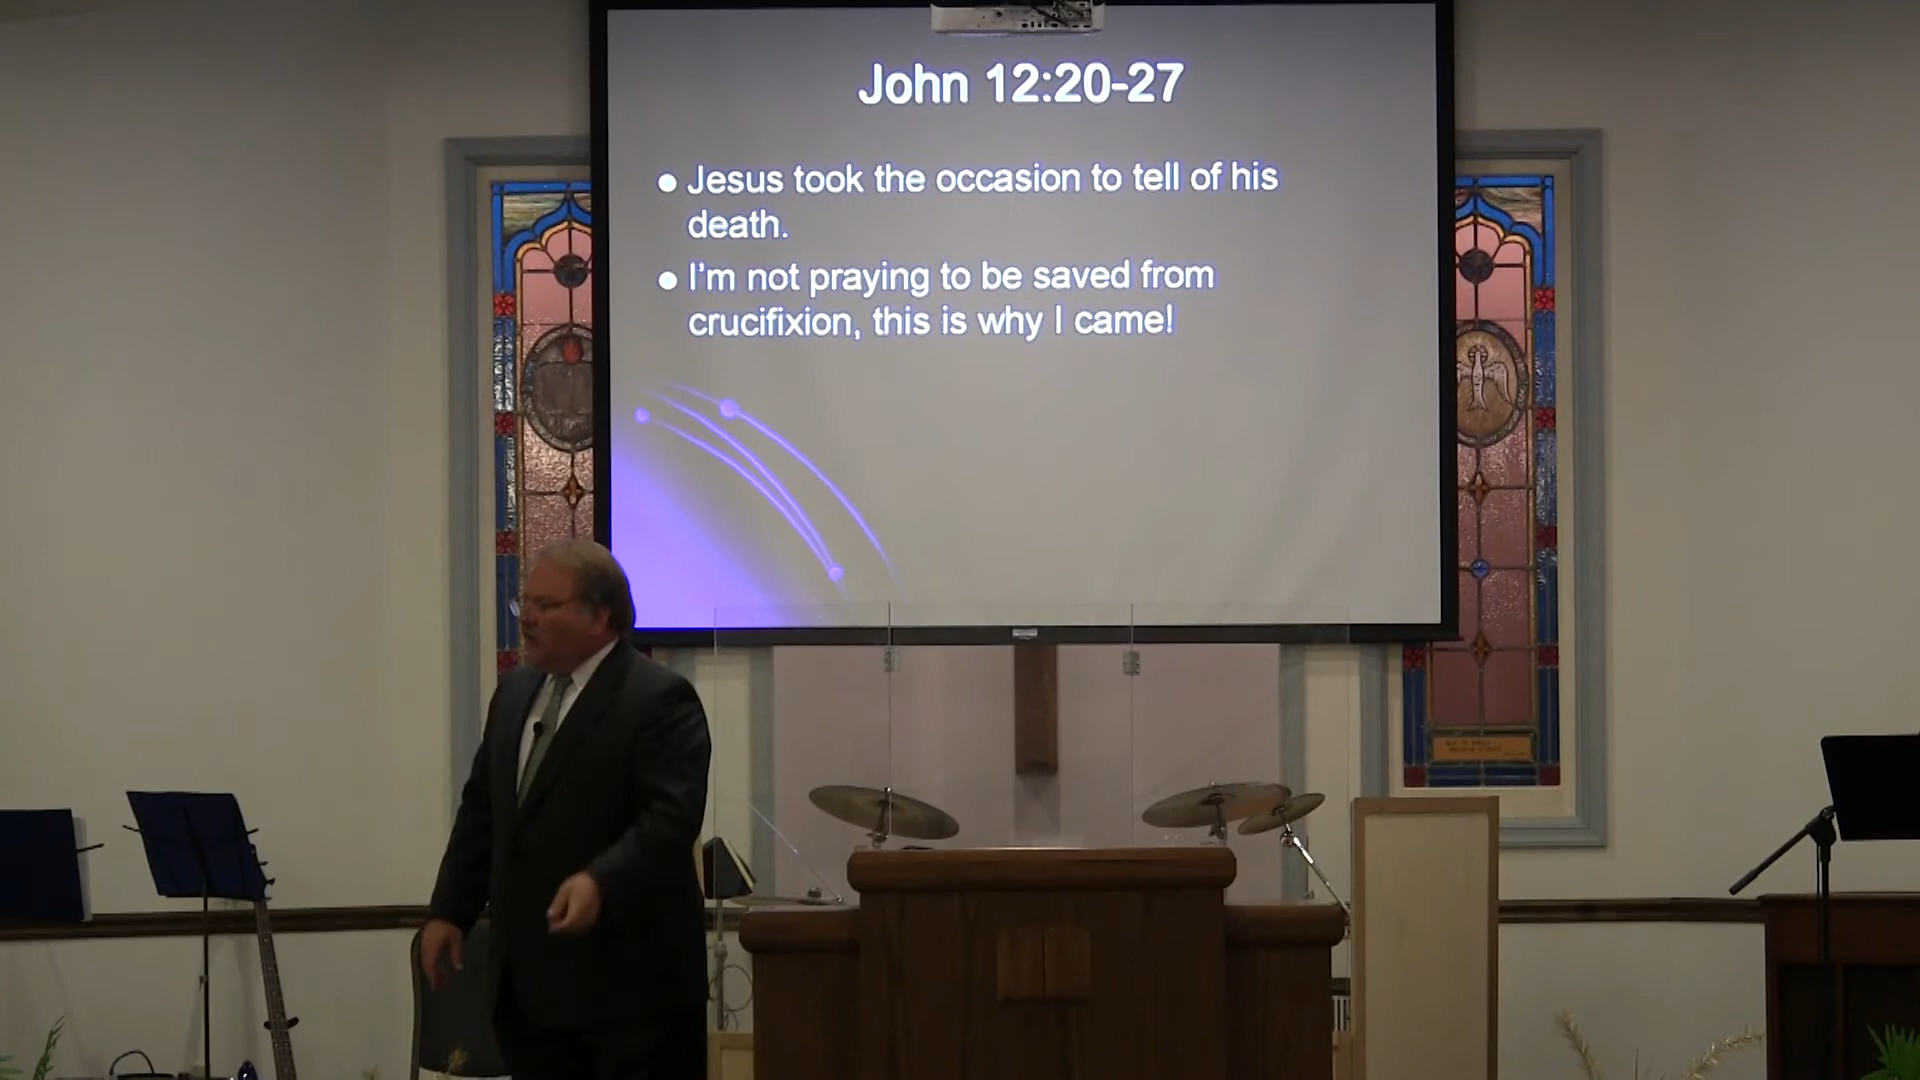 John 12:20-27
Jesus took the occasion to tell of his
death.
I'm not praying to be saved from
crucifixion, this is why I came!